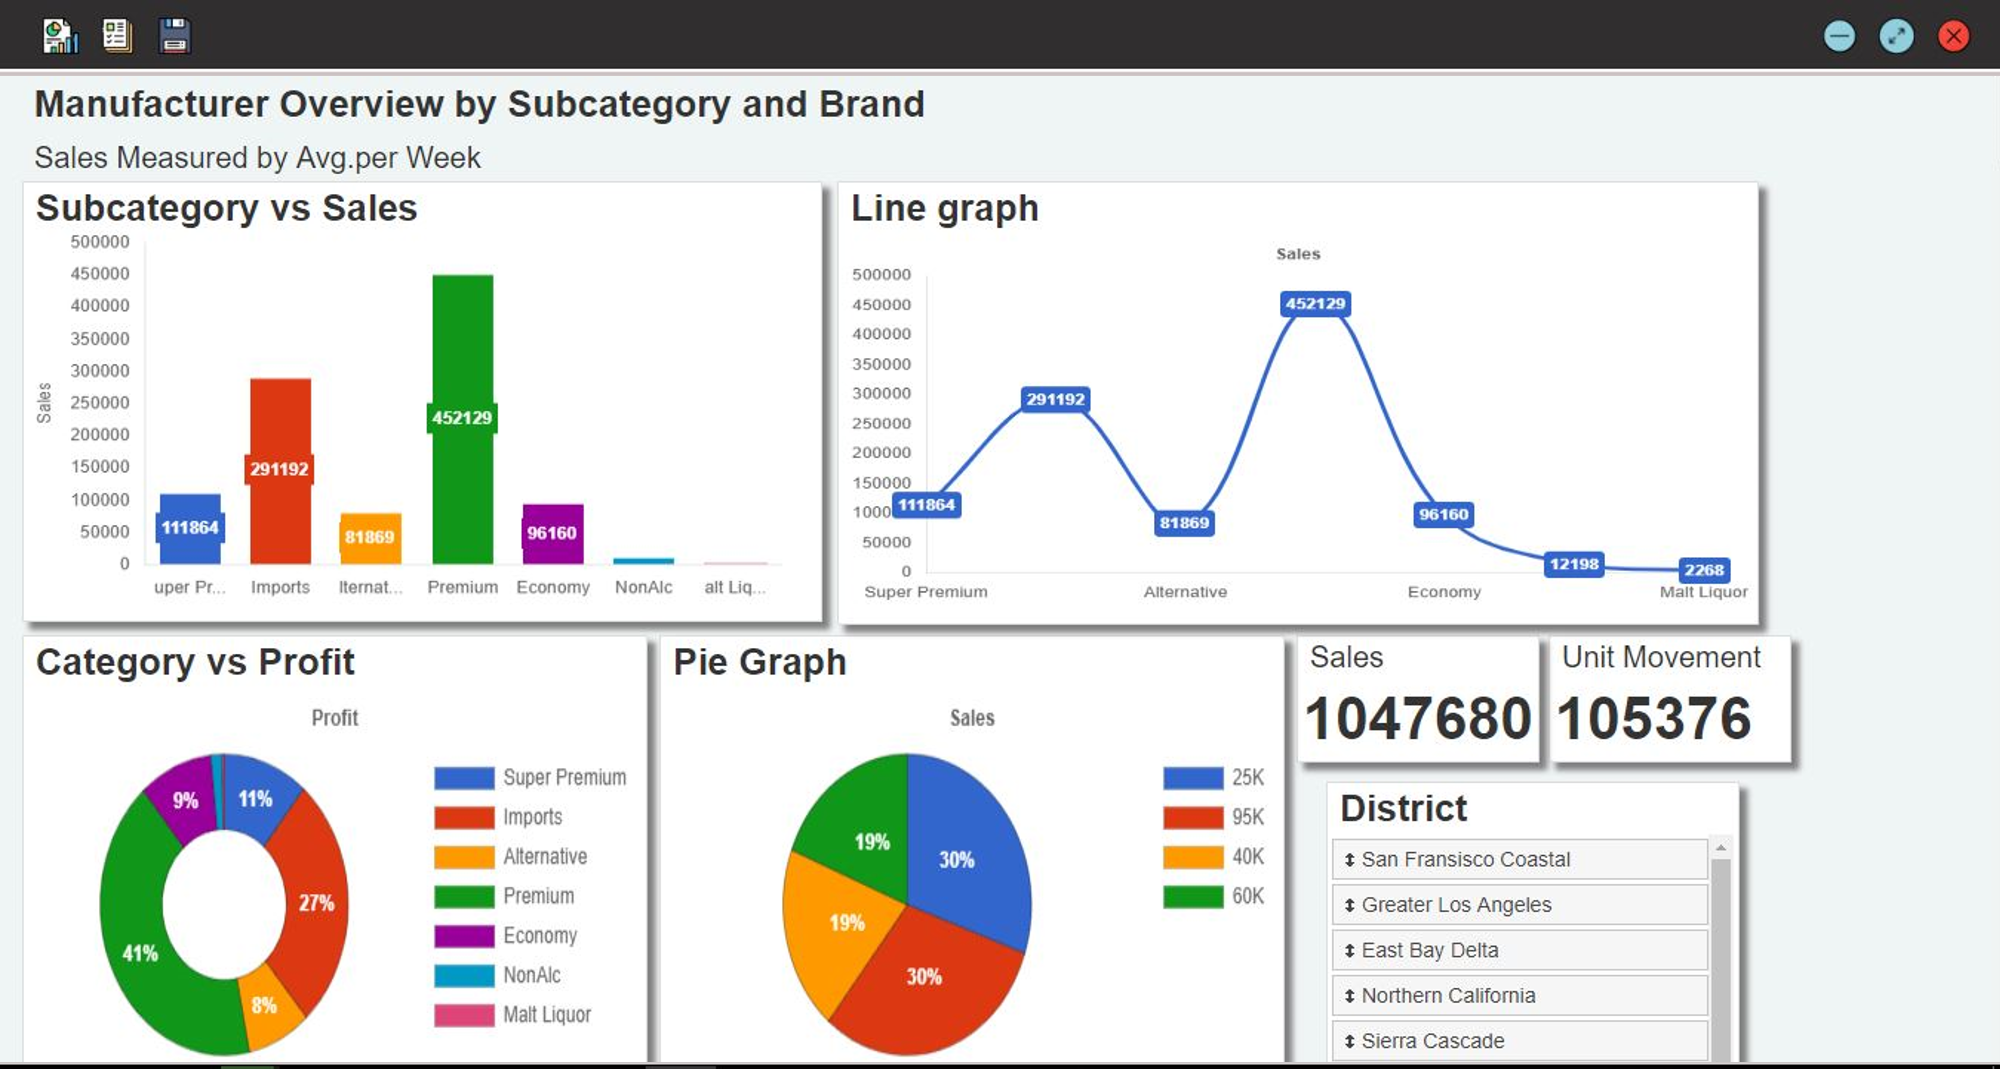 Manufacturer Overview by Subcategory and Brand
Sales Measured by Avg.per Week
Subcategory vs Sales
500000
450000
400000
350000
300000
250000
200000
150000
100000
50000
0
Sales
111864
291192
81869
452129
96160
uper Pr... Imports lternat... Premium Economy NonAlc alt Liq...
Line graph
Sales
500000
450000
400000
350000
300000
250000
200000
150000
1000
50000
0
111864
291192
81869
452129
96160
12198
2268
Super Premium Alternative Economy Malt Liquor
Category vs Profit
Profit
9%
11%
27%
41%
8%
Super Premium
Imports
Alternative
Premium
Economy
NonAlc
Malt Liquor
Pie Graph
Sales
19%
30%
19%
30%
25K
95K
40K
60K
Sales
1047680
Unit Movement
105376
District
San Fransisco Coastal
Greater Los Angeles
East Bay Delta
Northern California
Sierra Cascade